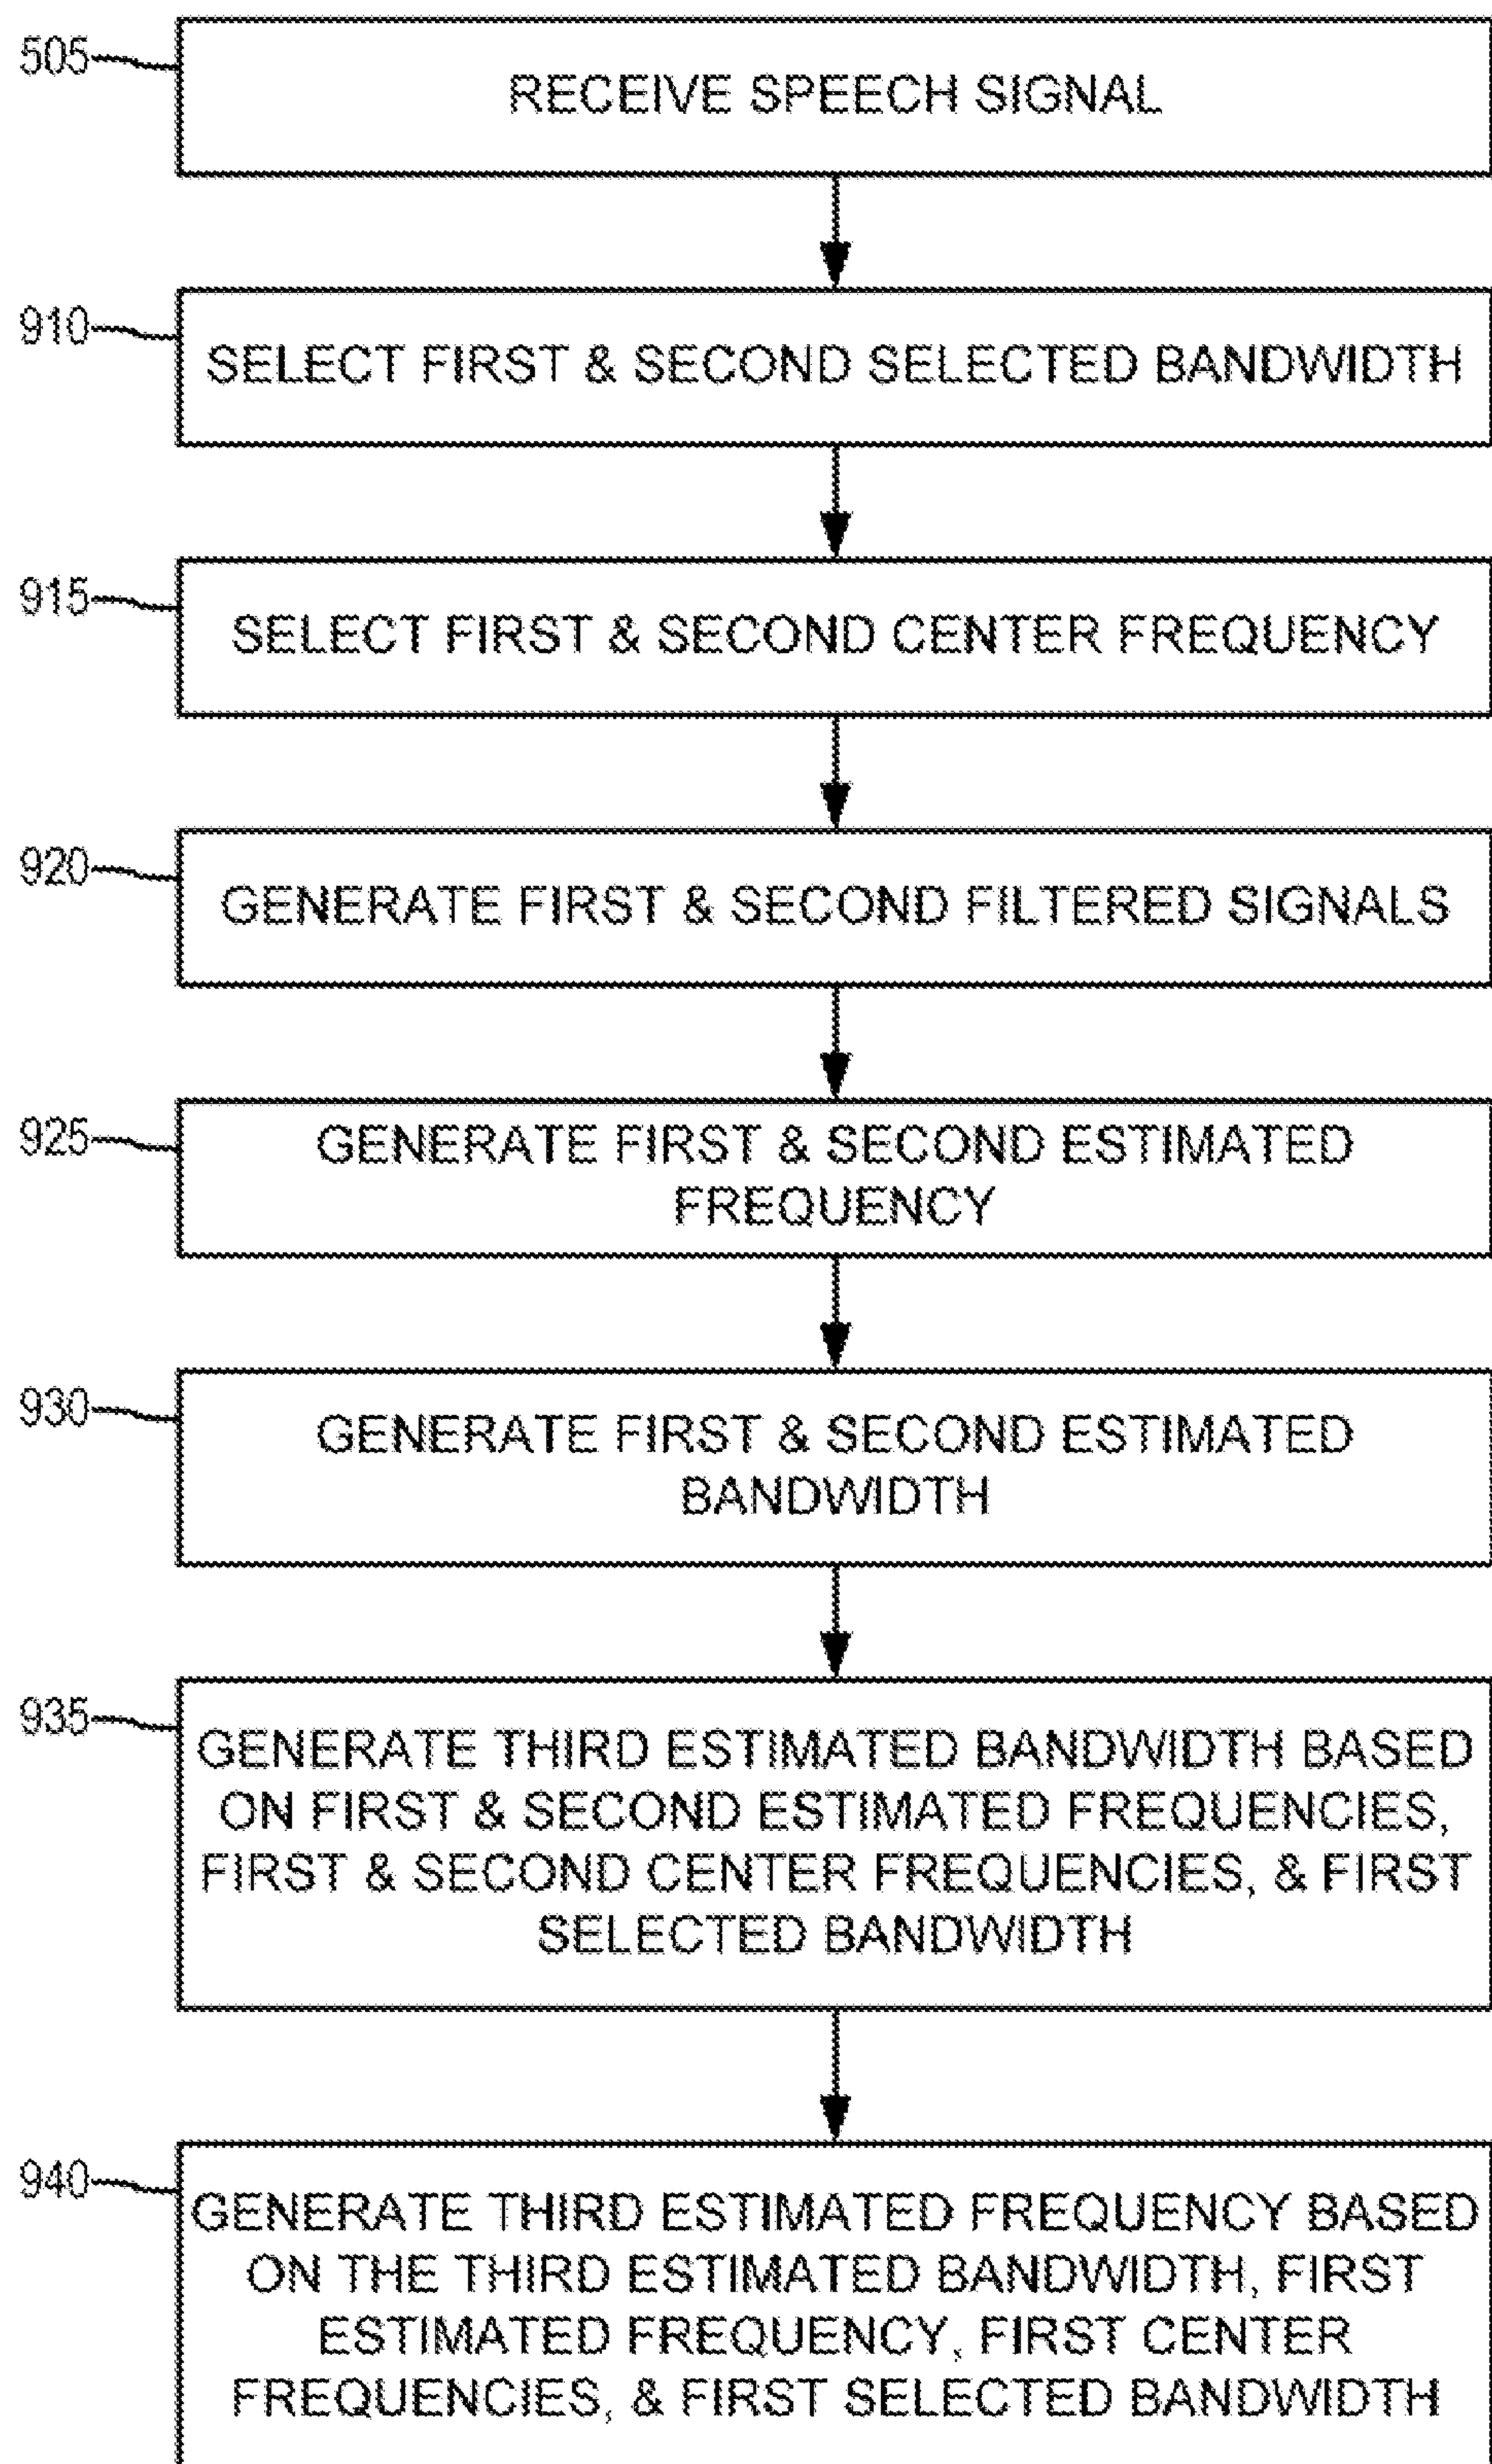 505
RECEIVE SPEECH SIGNAL
910
SELECT FIRST & SECOND SELECTED BANDWIDTH
915
SELECT FIRST & SECOND CENTER FREQUENCY
920
GENERATE FIRST & SECOND FILTERED SIGNALS
925
GENERATE FIRST & SECOND ESTIMATED
FREQUENCY
930
GENERATE FIRST & SECOND ESTIMATED
BANDWIDTH
935
GENERATE THIRD ESTIMATED BANDWIDTH BASED
ON FIRST & SECOND ESTIMATED FREQUENCIES,
FIRST & SECOND CENTER FREQUENCIES, & FIRST
SELECTED BANDWIDTH
940
GENERATE THIRD ESTIMATED FREQUENCY BASED
ON THE THIRD ESTIMATED BANDWIDTH, FIRST
ESTIMATED FREQUENCY, FIRST CENTER
FREQUENCIES, & FIRST SELECTED BANDWIDTH